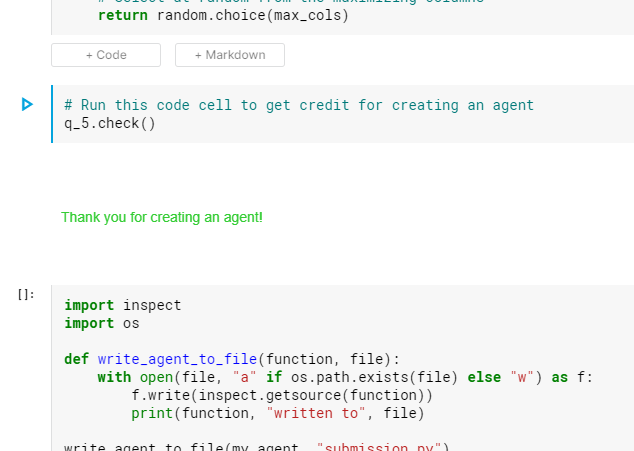 return random.choice(max_cols)
+ Code
+ Markdown
# Run this code cell to get credit for creating an agent
q_5.check()
Thank you for creating an agent!
[]:
import inspect
import os
def write_agent_to_file(function, file):
with open(file, "a" if os.path.exists(file) else "w") as f:
f.write(inspect.getsource(function))
print(function, "written to", file)
write_agent_to_file(my_agent, "submission.py")